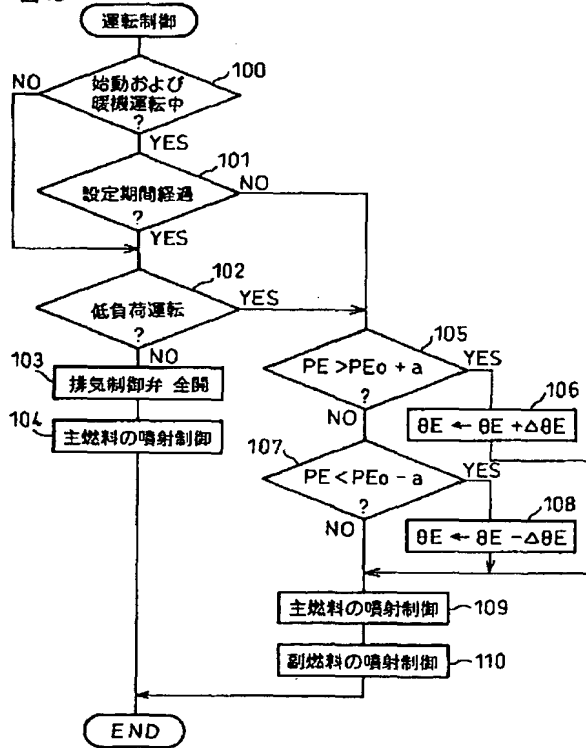 運転制御
100
始動および
暖機運転中
?
NO
YES
101
設定期間経過
?
NO
YES
102
低負荷運転
?
YES
NO
103
排気制御弁 全開
104
主燃料の噴射制御
105
PE>PEo+a
?
YES
NO
106
θE ← θE + ΔθE
107
PE<PEo-a
?
YES
NO
108
θE ← θE - ΔθE
主燃料の噴射制御
109
副燃料の噴射制御
110
END